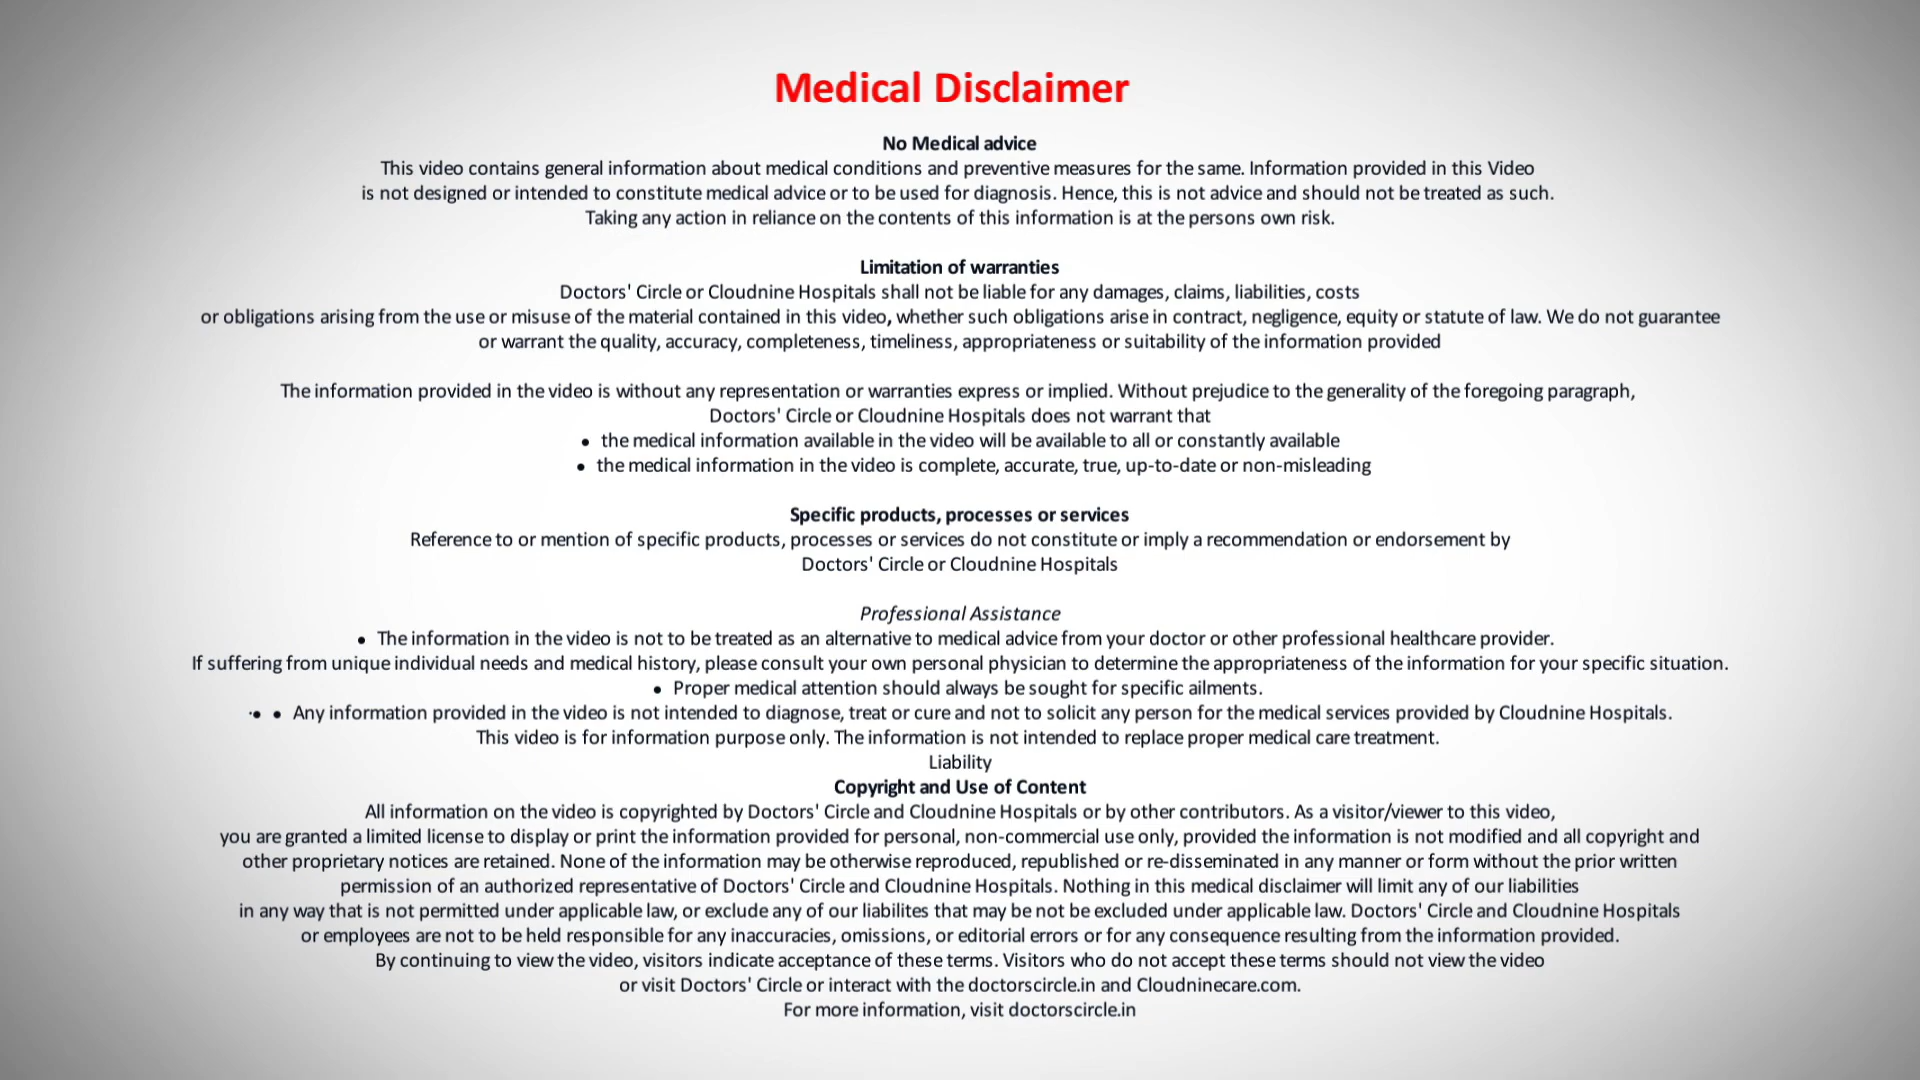 Medical Disclaimer
No Medical advice
This video contains general information about medical conditions and preventive measures for the same. Information provided in this Video
is not designed or intended to constitute medical advice or to be used for diagnosis. Hence, this is not advice and should not be treated as such.
Taking any action in reliance on the contents of this information is at the persons own risk.
Limitation of warranties
Doctors' Circle or Cloudnine Hospitals shall not be liable for any damages, claims, liabilities, costs
or obligations arising from the use or misuse of the material contained in this video, whether such obligations arise in contract, negligence, equity or statute of law. We do not guarantee
or warrant the quality, accuracy, completeness, timeliness, appropriateness or suitability of the information provided
The information provided in the video is without any representation or warranties express or implied. Without prejudice to the generality of the foregoing paragraph,
Doctors' Circle or Cloudnine Hospitals does not warrant that
• the medical information available in the video will be available to all or constantly available
• the medical information in the video is complete, accurate, true, up-to-date or non-misleading
Specific products, processes or services
Reference to or mention of specific products, processes or services do not constitute or imply a recommendation or endorsement by
Doctors' Circle or Cloudnine Hospitals
Professional Assistance
• The information in the video is not to be treated as an alternative to medical advice from your doctor or other professional healthcare provider.
If suffering from unique individual needs and medical history, please consult your own personal physician to determine the appropriateness of the information for your specific situation.
• Proper medical attention should always be sought for specific ailments.
·• • Any information provided in the video is not intended to diagnose, treat or cure and not to solicit any person for the medical services provided by Cloudnine Hospitals.
This video is for information purpose only. The information is not intended to replace proper medical care treatment.
Liability
Copyright and Use of Content
All information on the video is copyrighted by Doctors' Circle and Cloudnine Hospitals or by other contributors. As a visitor/viewer to this video,
you are granted a limited license to display or print the information provided for personal, non-commercial use only, provided the information is not modified and all copyright and
other proprietary notices are retained. None of the information may be otherwise reproduced, republished or re-disseminated in any manner or form without the prior written
permission of an authorized representative of Doctors' Circle and Cloudnine Hospitals. Nothing in this medical disclaimer will limit any of our liabilities
in any way that is not permitted under applicable law, or exclude any of our liabilites that may be not be excluded under applicable law. Doctors' Circle and Cloudnine Hospitals
or employees are not to be held responsible for any inaccuracies, omissions, or editorial errors or for any consequence resulting from the information provided.
By continuing to view the video, visitors indicate acceptance of these terms. Visitors who do not accept these terms should not view the video
or visit Doctors' Circle or interact with the doctorscircle.in and Cloudninecare.com.
For more information, visit doctorscircle.in